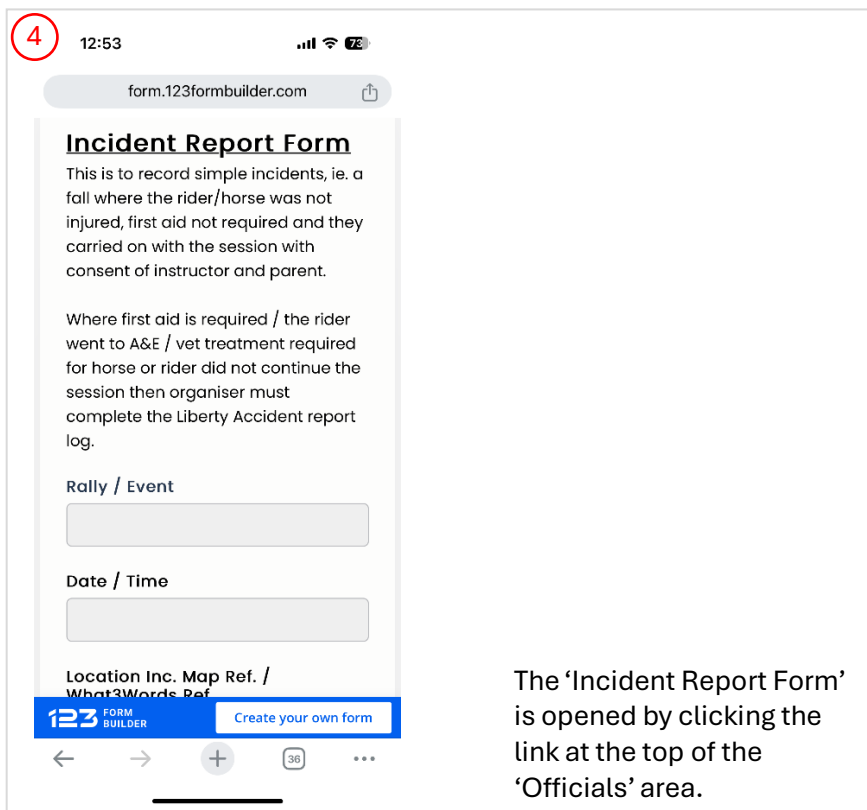 4
12:53
73
form.123formbuilder.com
Incident Report Form
This is to record simple incidents, ie. a
fall where the rider/horse was not
injured, first aid not required and they
carried on with the session with
consent of instructor and parent.
Where first aid is required / the rider
went to A&E / vet treatment required
for horse or rider did not continue the
session then organiser must
complete the Liberty Accident report
log.
Rally / Event
Date / Time
Location Inc. Map Ref. /
What3Words Ref
123 FORM
BUILDER
Create your own form
36
The ‘Incident Report Form’
is opened by clicking the
link at the top of the
‘Officials’ area.